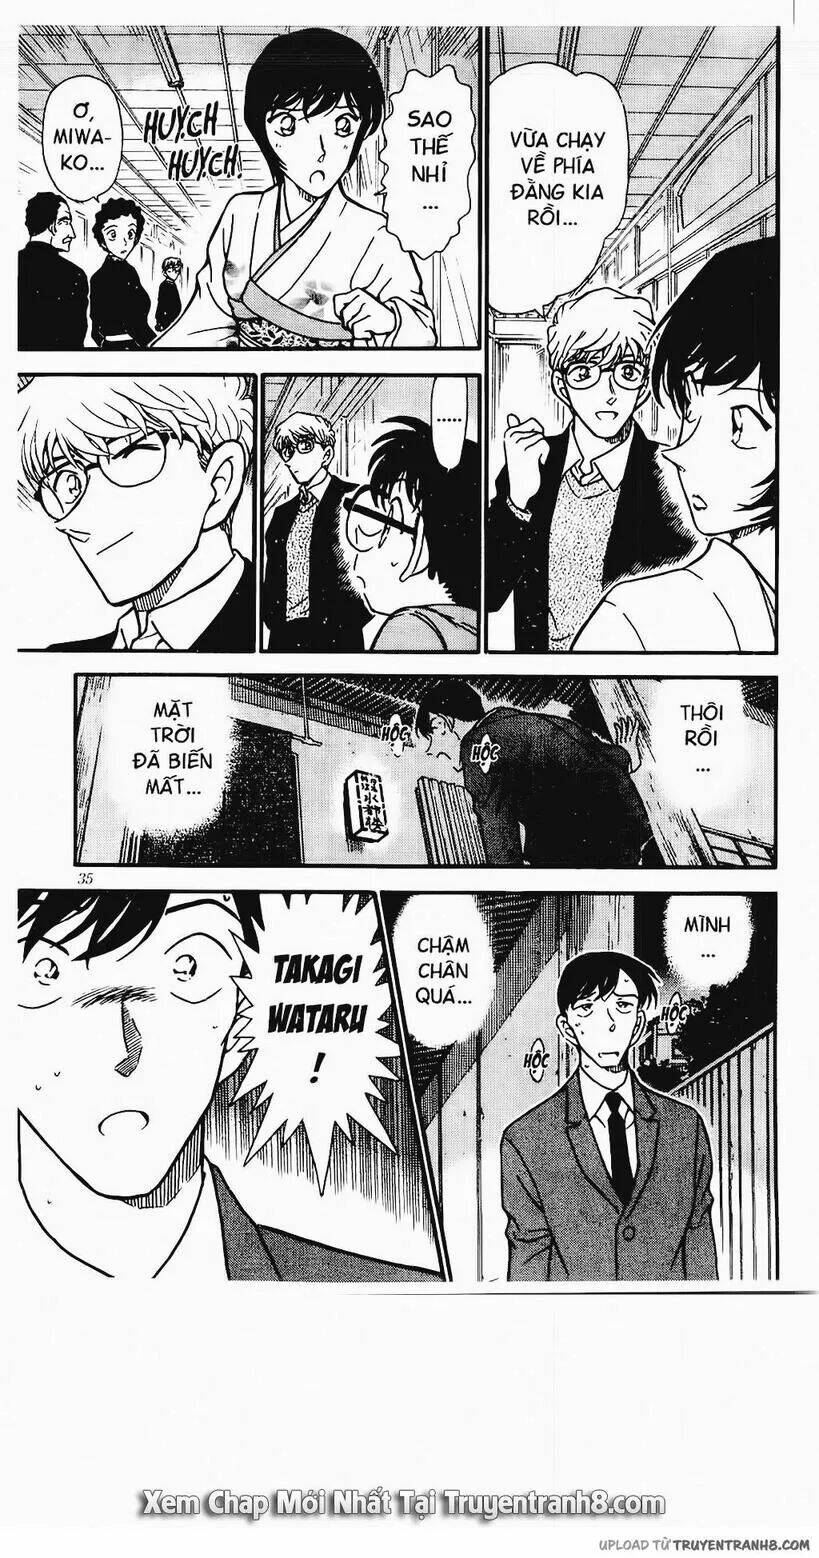 Ơ,
MIWA-
KO...
HUỴCH
HUỴCH.
SAO
THẾ
NHỈ
...
VỪA CHẠY
VỀ PHÍA
ĐẰNG KIA
RỒI...
......
MẶT
TRỜI
ĐÃ BIẾN
MẤT...
HỘC
HỘC
THÔI
RỒI
...
35
TAKAGI
WATARU
!
CHẬM
CHÂN
QUÁ...
MÌNH
...
HỘC
HỘC
Xem Chap Mới Nhất Tại Truyentranh8.com
UPLOAD TỪ TRUYENTRANH8.COM